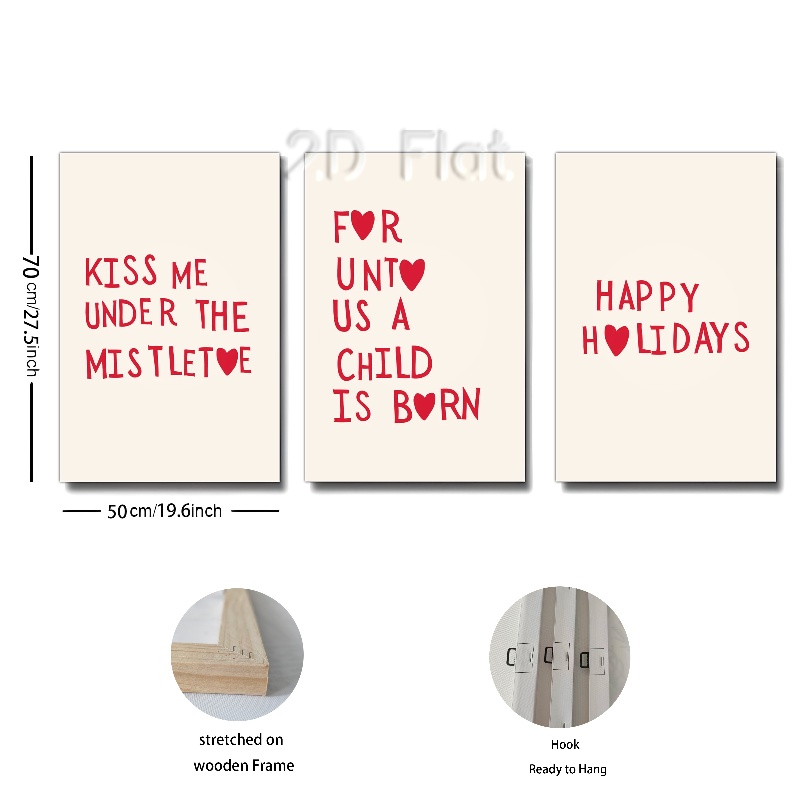 2D Flat
KISS ME
UNDER THE
MISTLET♥E
F♥R
UNT♥
US A
CHILD
IS B♥RN
HAPPY
H♥LIDAYS
70 cm/27.5inch
50cm/19.6inch
stretched on
wooden Frame
Hook
Ready to Hang